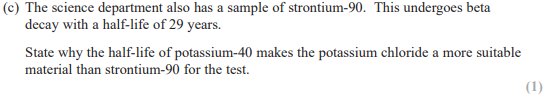 (c) The science department also has a sample of strontium-90. This undergoes beta
decay with a half-life of 29 years.
State why the half-life of potassium-40 makes the potassium chloride a more suitable
material than strontium-90 for the test.
(1)